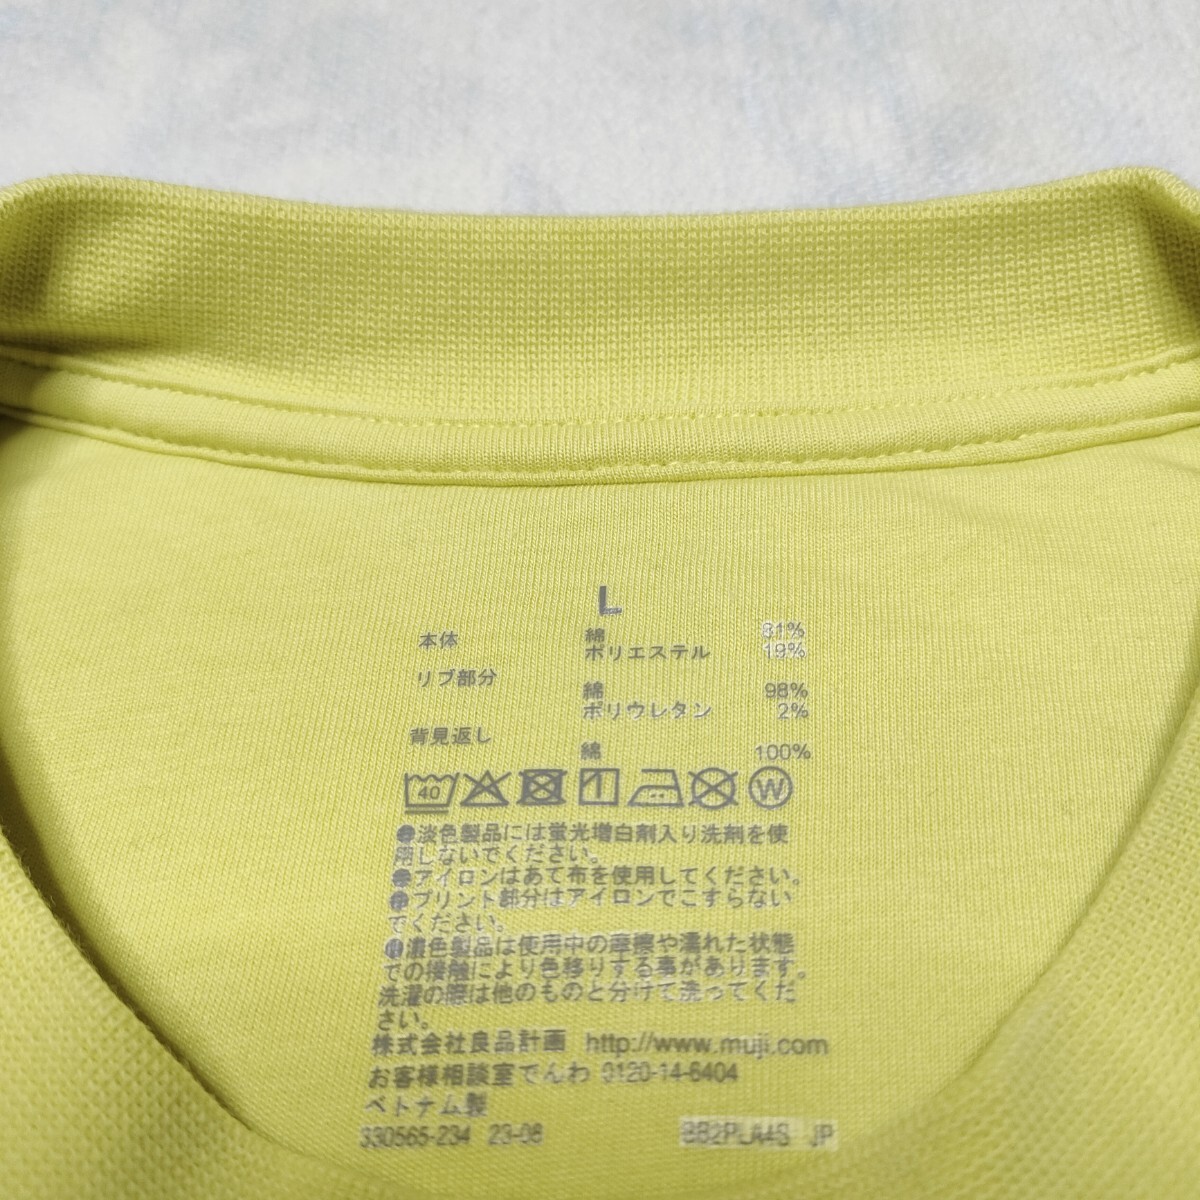 L
本体 綿 81%
ポリエステル 19%
リブ部分 綿 98%
ポリウレタン 2%
背見返し 綿 100%
40 W
●淡色製品には蛍光増白剤入り洗剤を使
用しないでください。
●アイロンはあて布を使用してください。
●プリント部分はアイロンでこすらない
でください。
●濃色製品は使用中の摩擦や濡れた状態
での接触により色移りする事があります。
洗濯の際は他のものと分けて洗ってくだ
さい。
株式会社良品計画 http://www.muji.com
お客様相談室でんわ 0120-14-6404
ベトナム製
330565-234 23-08 BB2PLA4S JP